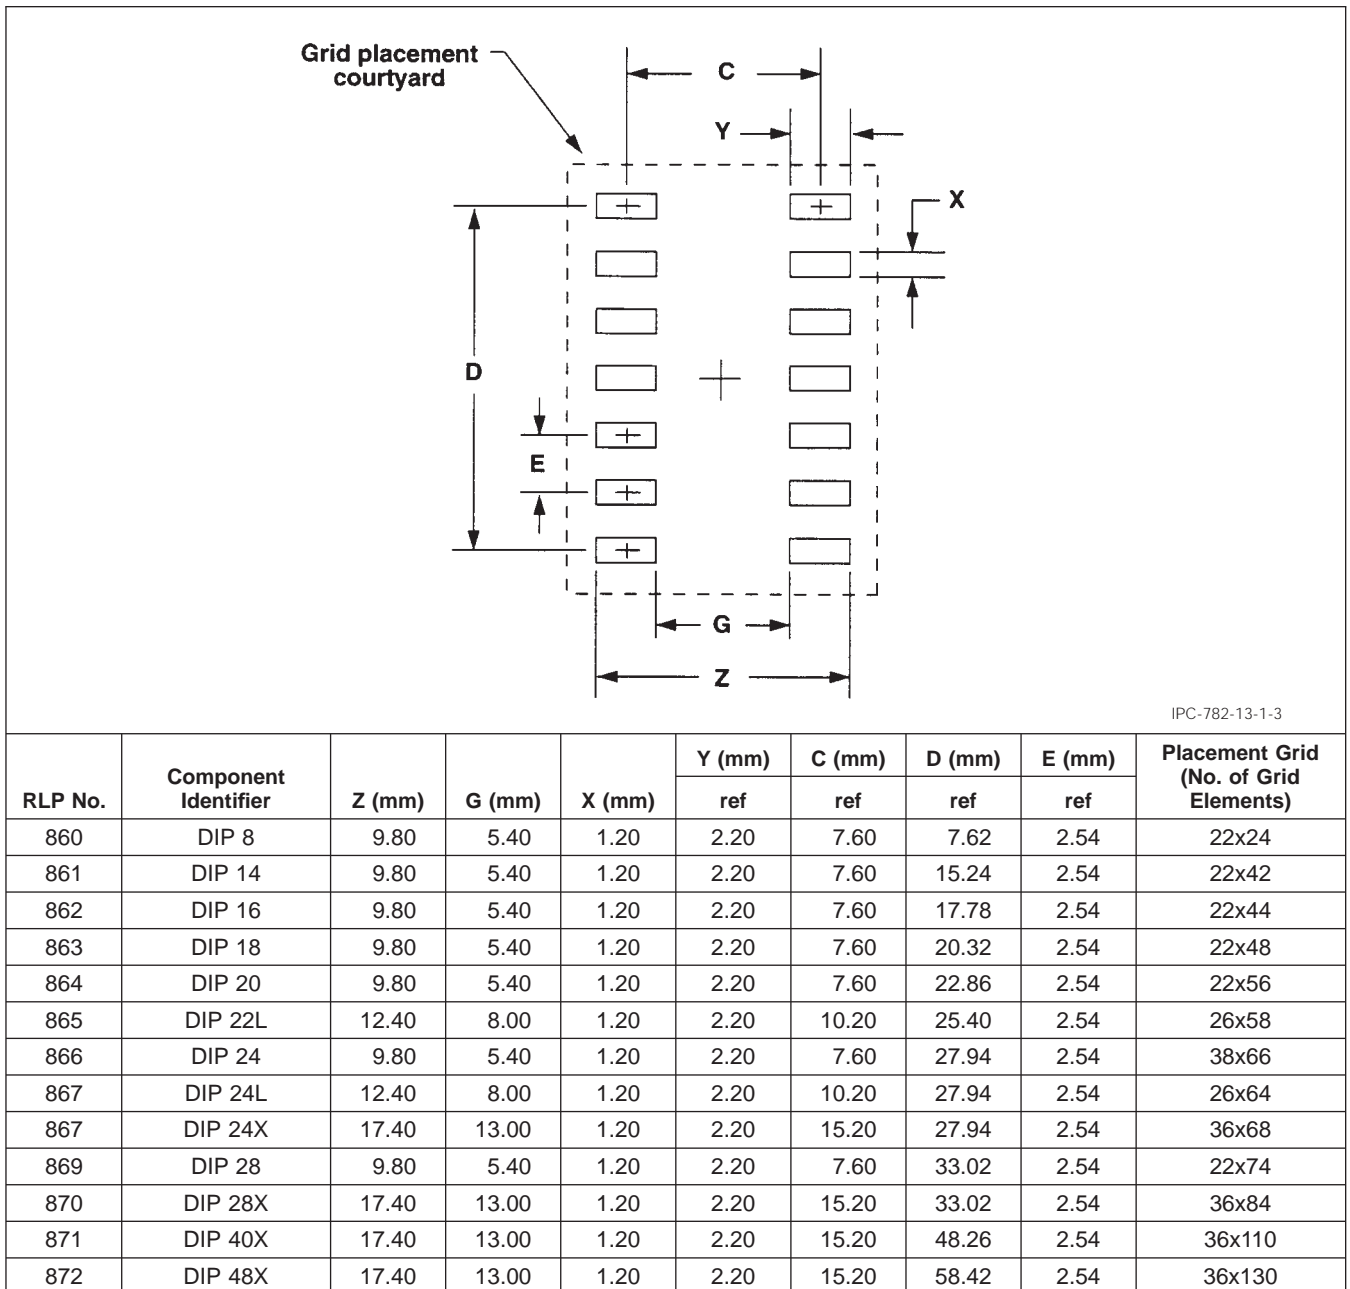 Grid placement
courtyard
C
Y
X
D
E
G
Z
IPC-782-13-1-3
RLP No. Component Identifier Z (mm) G (mm) X (mm) Y (mm) ref C (mm) ref D (mm) ref E (mm) ref Placement Grid (No. of Grid Elements)
860 DIP 8 9.80 5.40 1.20 2.20 7.60 7.62 2.54 22x24
861 DIP 14 9.80 5.40 1.20 2.20 7.60 15.24 2.54 22x42
862 DIP 16 9.80 5.40 1.20 2.20 7.60 17.78 2.54 22x44
863 DIP 18 9.80 5.40 1.20 2.20 7.60 20.32 2.54 22x48
864 DIP 20 9.80 5.40 1.20 2.20 7.60 22.86 2.54 22x56
865 DIP 22L 12.40 8.00 1.20 2.20 10.20 25.40 2.54 26x58
866 DIP 24 9.80 5.40 1.20 2.20 7.60 27.94 2.54 38x66
867 DIP 24L 12.40 8.00 1.20 2.20 10.20 27.94 2.54 26x64
867 DIP 24X 17.40 13.00 1.20 2.20 15.20 27.94 2.54 36x68
869 DIP 28 9.80 5.40 1.20 2.20 7.60 33.02 2.54 22x74
870 DIP 28X 17.40 13.00 1.20 2.20 15.20 33.02 2.54 36x84
871 DIP 40X 17.40 13.00 1.20 2.20 15.20 48.26 2.54 36x110
872 DIP 48X 17.40 13.00 1.20 2.20 15.20 58.42 2.54 36x130